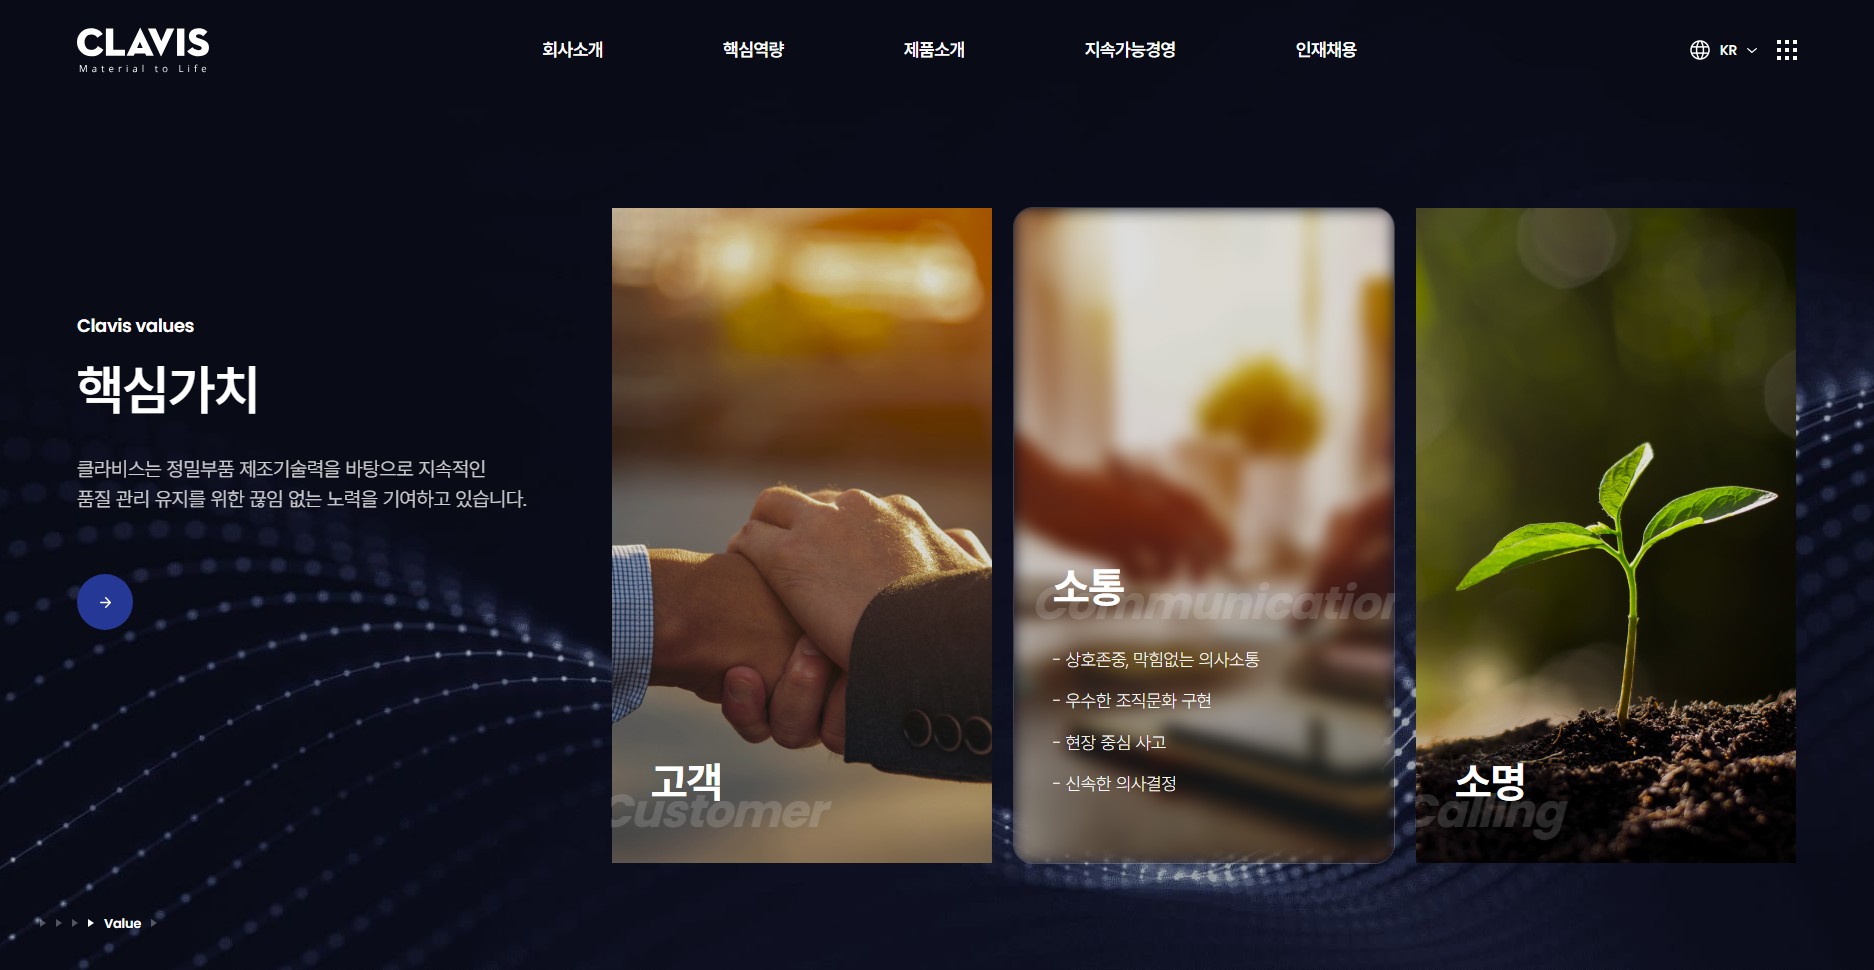 CLAVIS
Material to Life
회사소개
핵심역량
제품소개
지속가능경영
인재채용
KR
Clavis values
핵심가치
클라비스는 정밀부품 제조기술력을 바탕으로 지속적인
품질 관리 유지를 위한 끊임 없는 노력을 기여하고 있습니다.
고객
Customer
소통
Communication
- 상호존중, 막힘없는 의사소통
- 우수한 조직문화 구현
- 현장 중심 사고
- 신속한 의사결정
소명
Calling
Value